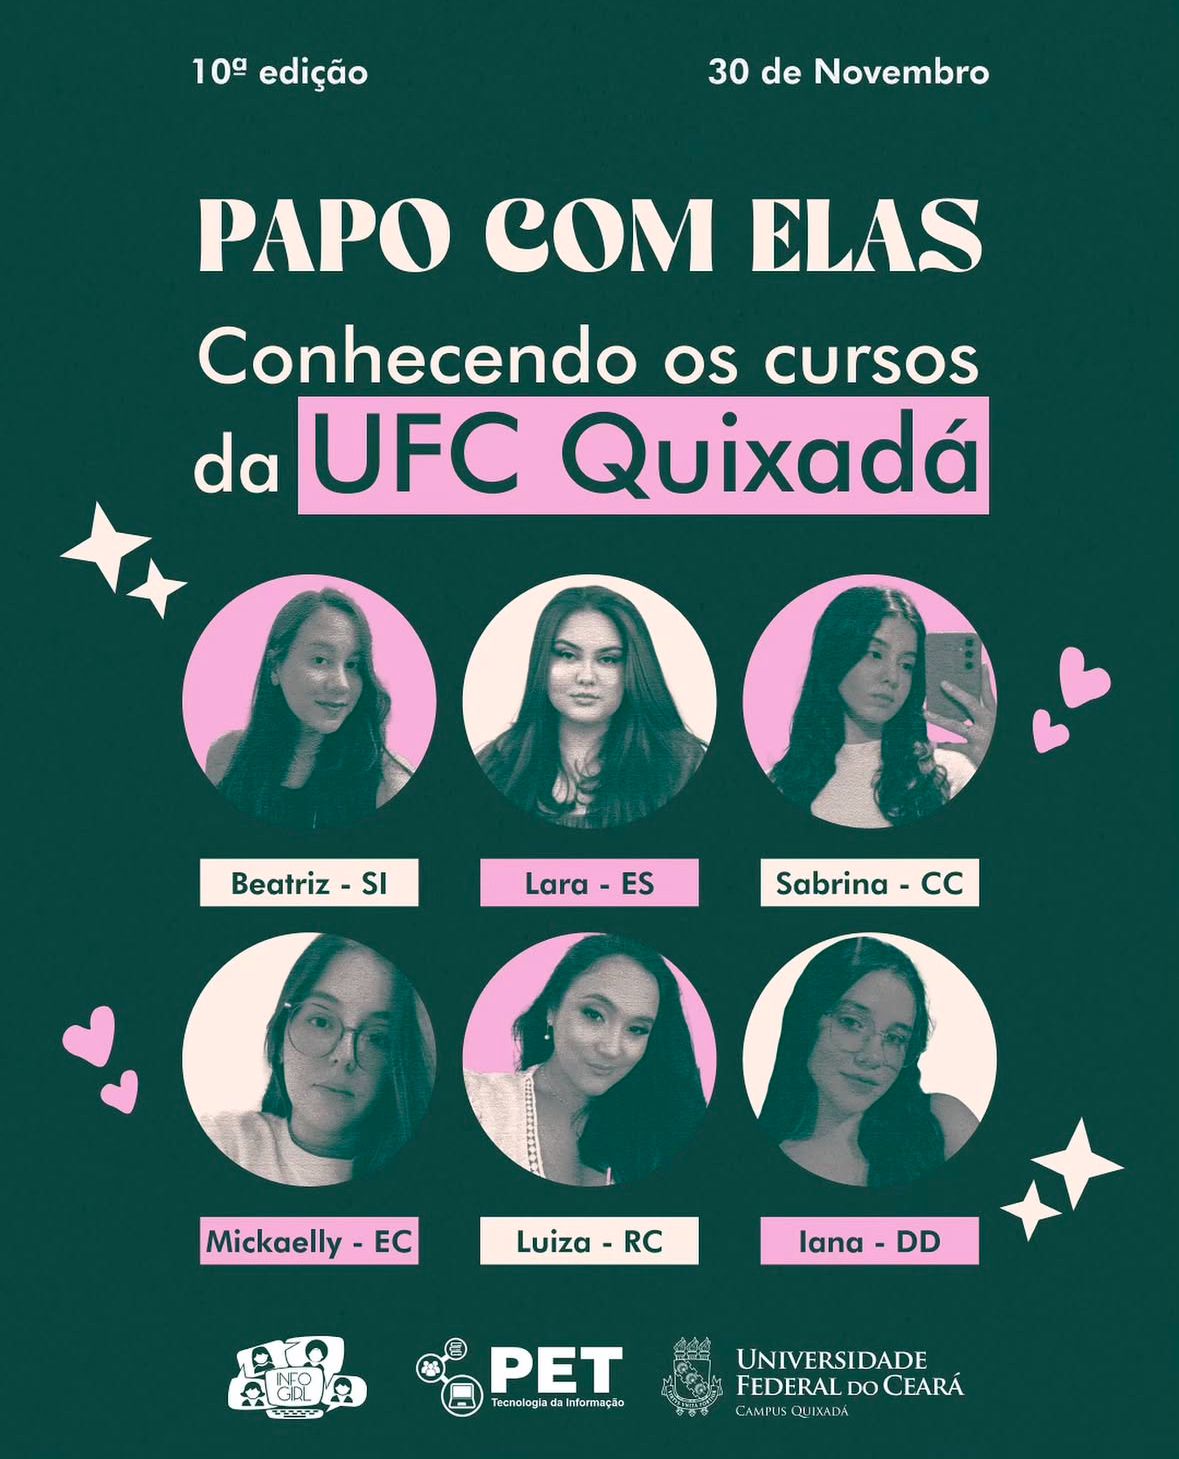 10ª edição
30 de Novembro
PAPO COM ELAS
Conhecendo os cursos
da UFC Quixadá
Beatriz - SI
Lara - ES
Sabrina - CC
Mickaelly - EC
Luiza - RC
Iana - DD
INFO
GIRL
PET
Tecnologia da Informação
UNIVERSIDADE
FEDERAL DO CEARÁ
CAMPUS QUIXADÁ